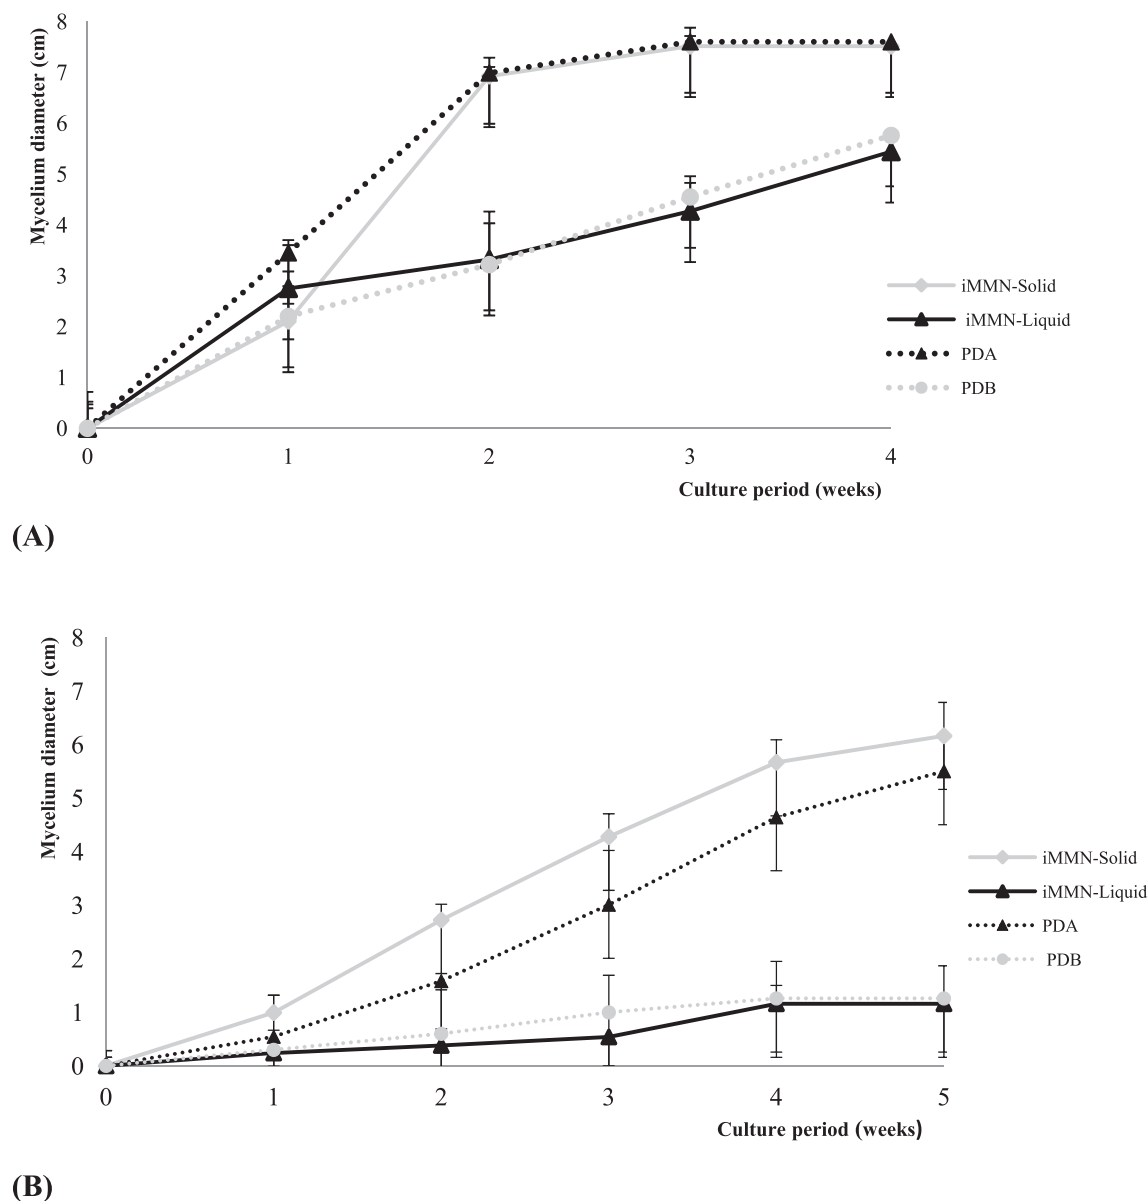 Mycelium diameter (cm)
8
7
6
5
4
3
2
1
0
0 1 2 3 4
Culture period (weeks)
iMMN-Solid
iMMN-Liquid
PDA
PDB
(A)
Mycelium diameter (cm)
8
7
6
5
4
3
2
1
0
0 1 2 3 4 5
Culture period (weeks)
iMMN-Solid
iMMN-Liquid
PDA
PDB
(B)